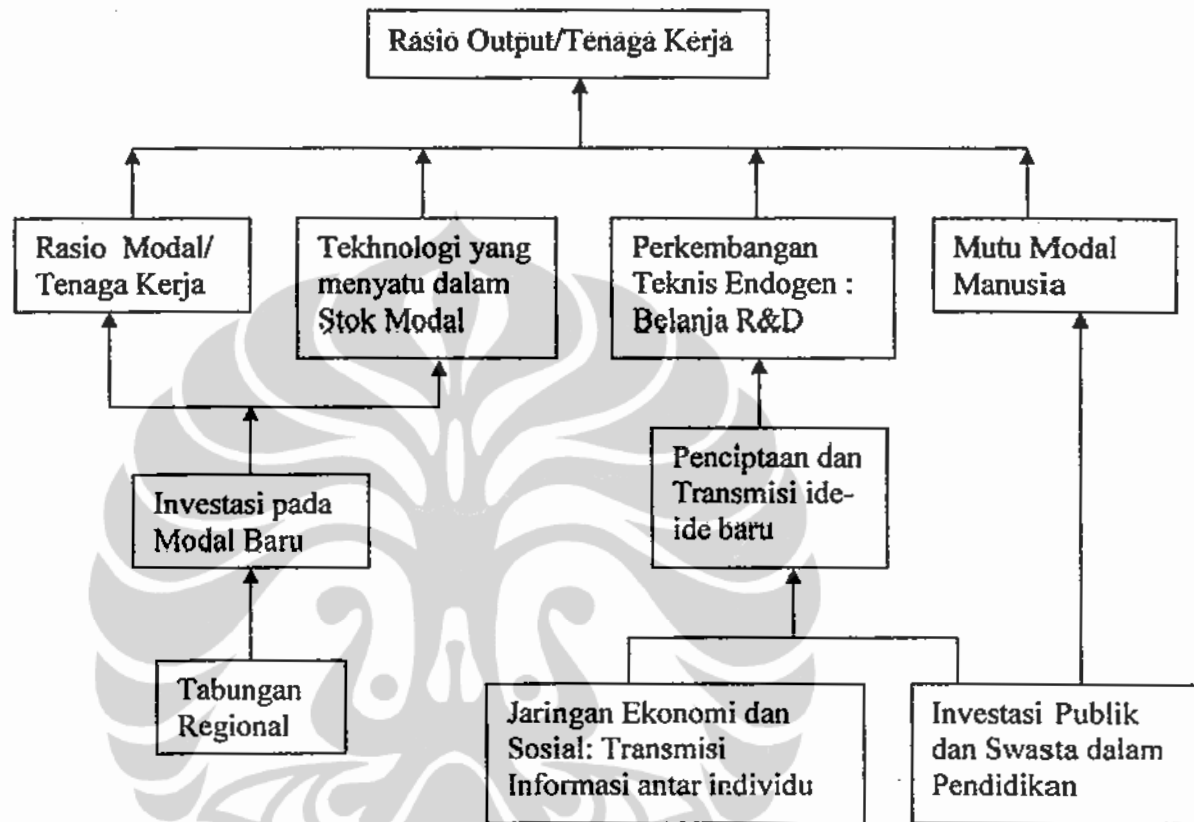 Rasio Output/Tenaga Kerja
Rasio Modal/
Tenaga Kerja
Tekhnologi yang
menyatu dalam
Stok Modal
Perkembangan
Teknis Endogen :
Belanja R&D
Mutu Modal
Manusia
Investasi pada
Modal Baru
Penciptaan dan
Transmisi ide-
ide baru
Tabungan
Regional
Jaringan Ekonomi dan
Sosial: Transmisi
Informasi antar individu
Investasi Publik
dan Swasta dalam
Pendidikan